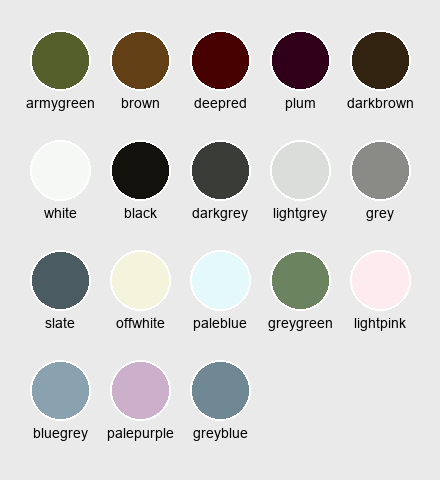 armygreen brown deepred plum darkbrown
white black darkgrey lightgrey grey
slate offwhite paleblue greygreen lightpink
bluegrey palepurple greyblue